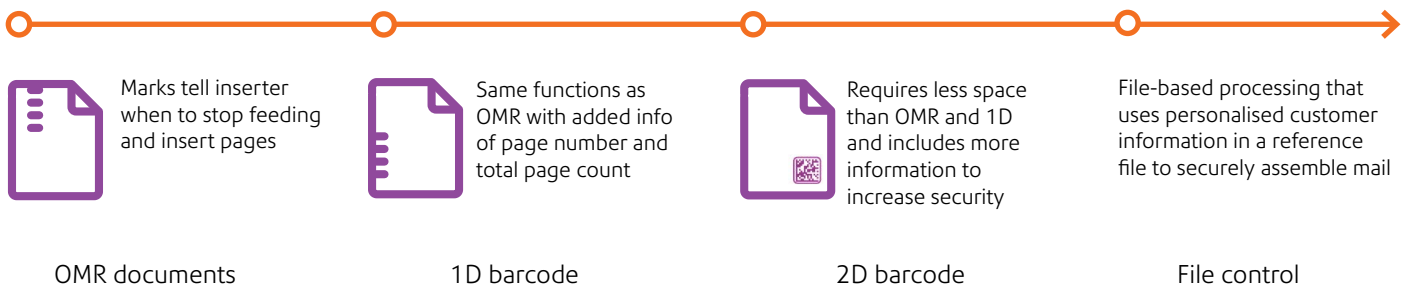 Marks tell inserter
when to stop feeding
and insert pages
Same functions as
OMR with added info
of page number and
total page count
Requires less space
than OMR and 1D
and includes more
information to
increase security
File-based processing that
uses personalised customer
information in a reference
file to securely assemble mail
OMR documents
1D barcode
2D barcode
File control